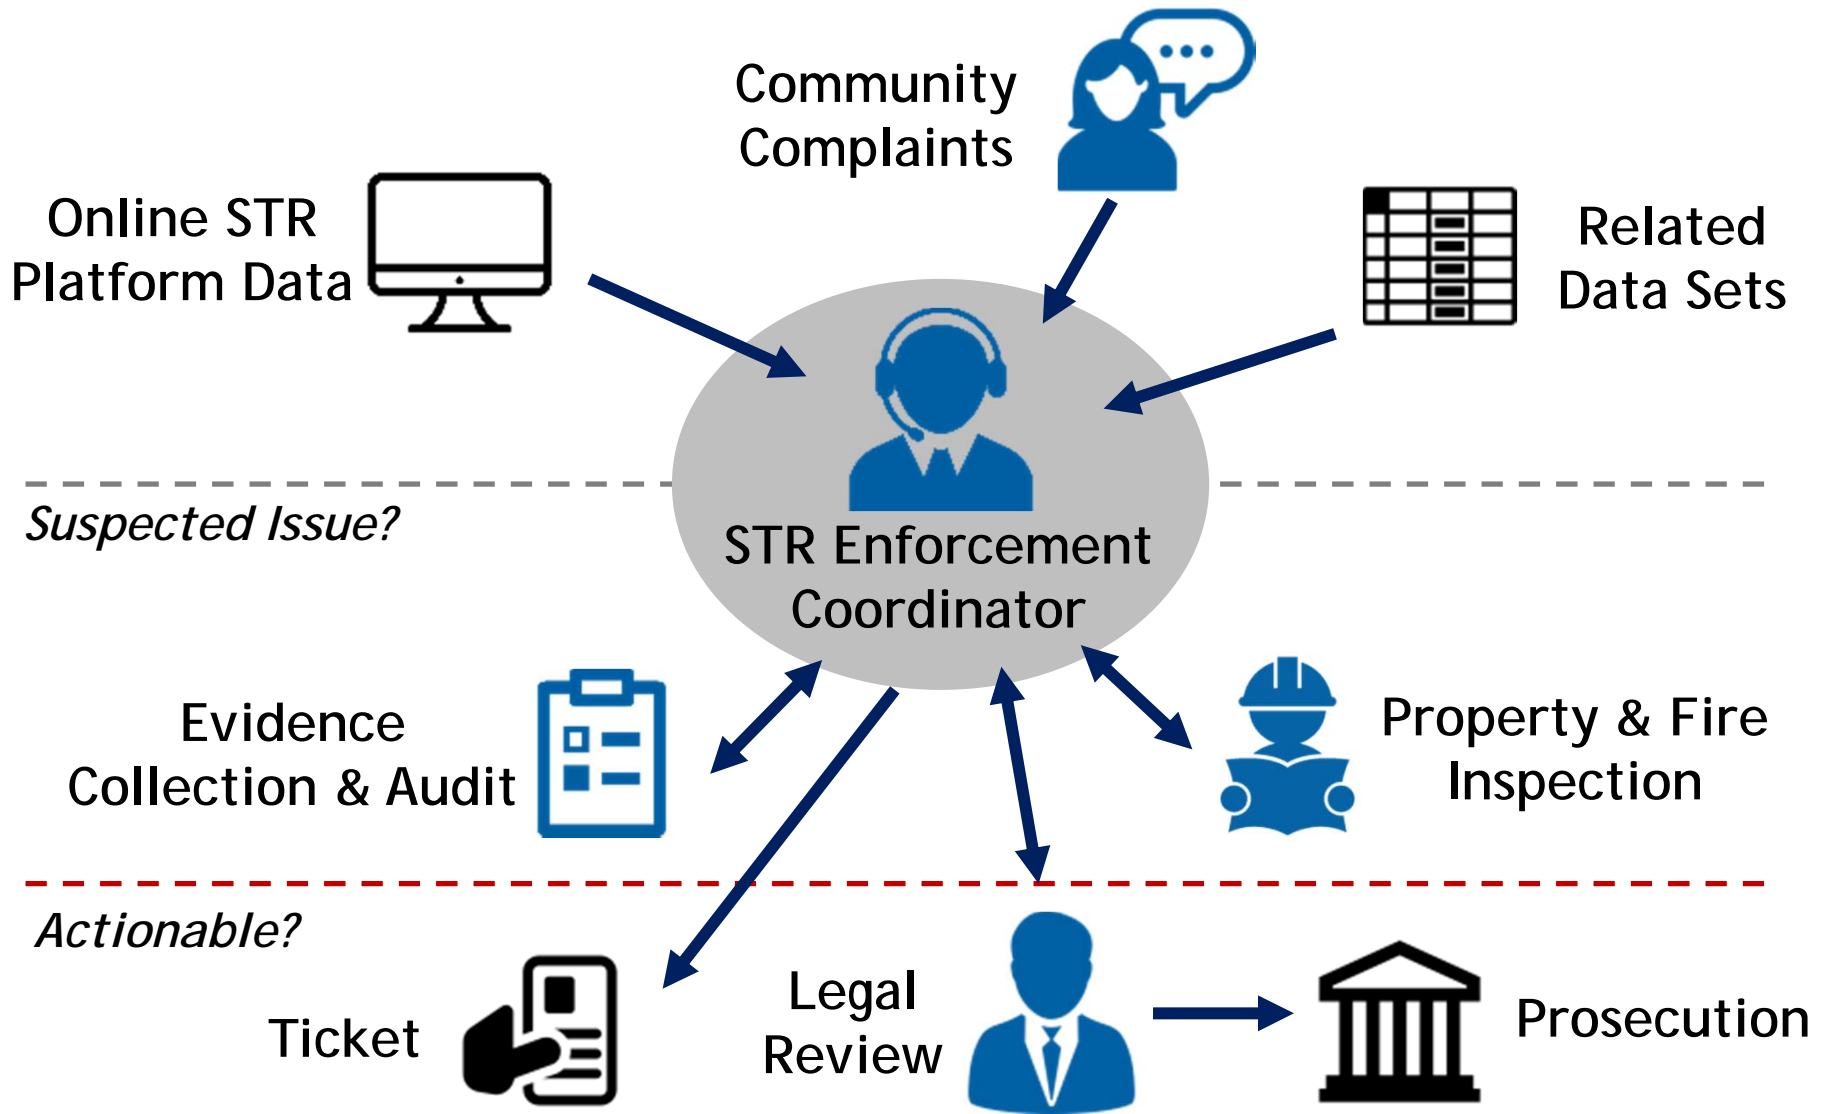 Community
Complaints
Online STR
Platform Data
Related
Data Sets
Suspected Issue?
STR Enforcement
Coordinator
Evidence
Collection & Audit
Property & Fire
Inspection
Actionable?
Ticket
Legal
Review
Prosecution